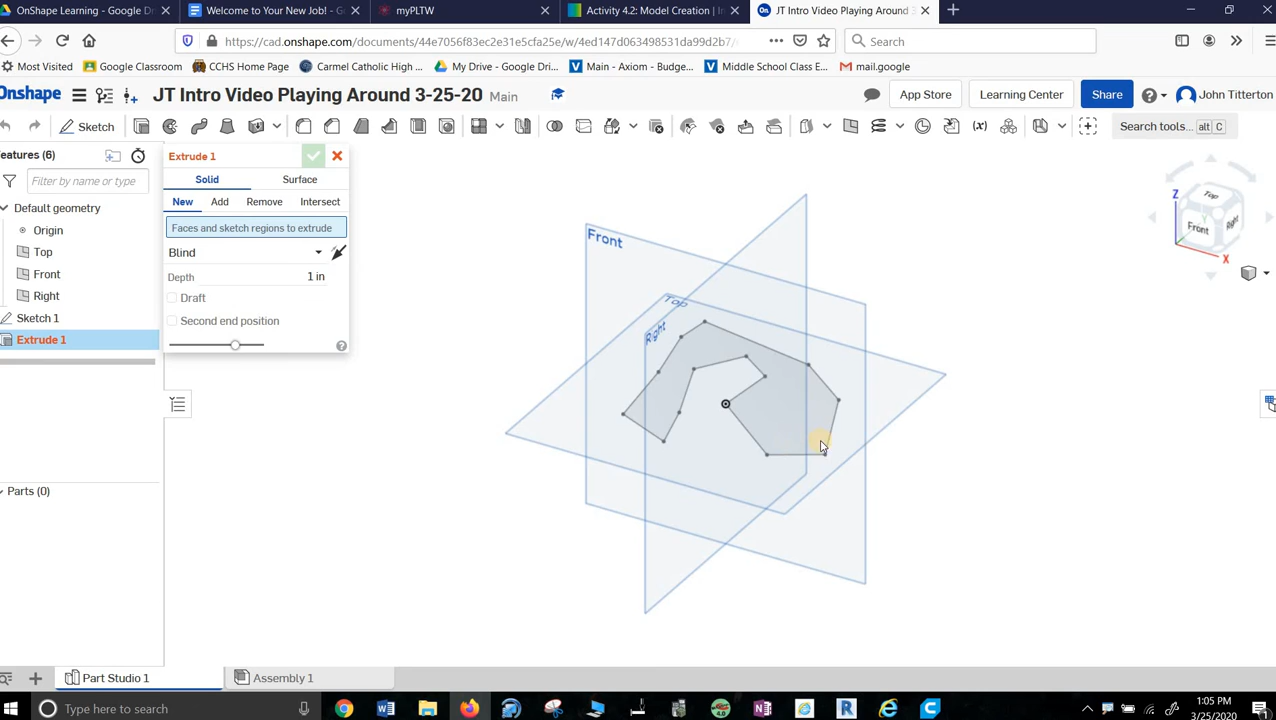 OnShape Learning - Google Driv
Welcome to Your New Job! - Goo
myPLTW
Activity 4.2: Model Creation | In
JT Intro Video Playing Around 3-
https://cad.onshape.com/documents/44e7056f83ec2e31e5cfa25e/w/4ed147d063498531da99d2b7/
Search
Most Visited
Google Classroom
CCHS Home Page
Carmel Catholic High ...
My Drive - Google Dri...
Main - Axiom - Budge...
Middle School Class E...
mail.google
Onshape
JT Intro Video Playing Around 3-25-20 Main
App Store
Learning Center
Share
John Titterton
Sketch
Search tools... alt C
Features (6)
Filter by name or type
Default geometry
Origin
Top
Front
Right
Sketch 1
Extrude 1
Parts (0)
Extrude 1
Solid Surface
New Add Remove Intersect
Faces and sketch regions to extrude
Blind
Depth 1 in
Draft
Second end position
Front
Top
Right
Z
Top
Y
Front
Right
X
Part Studio 1
Assembly 1
Type here to search
1:05 PM
3/25/2020